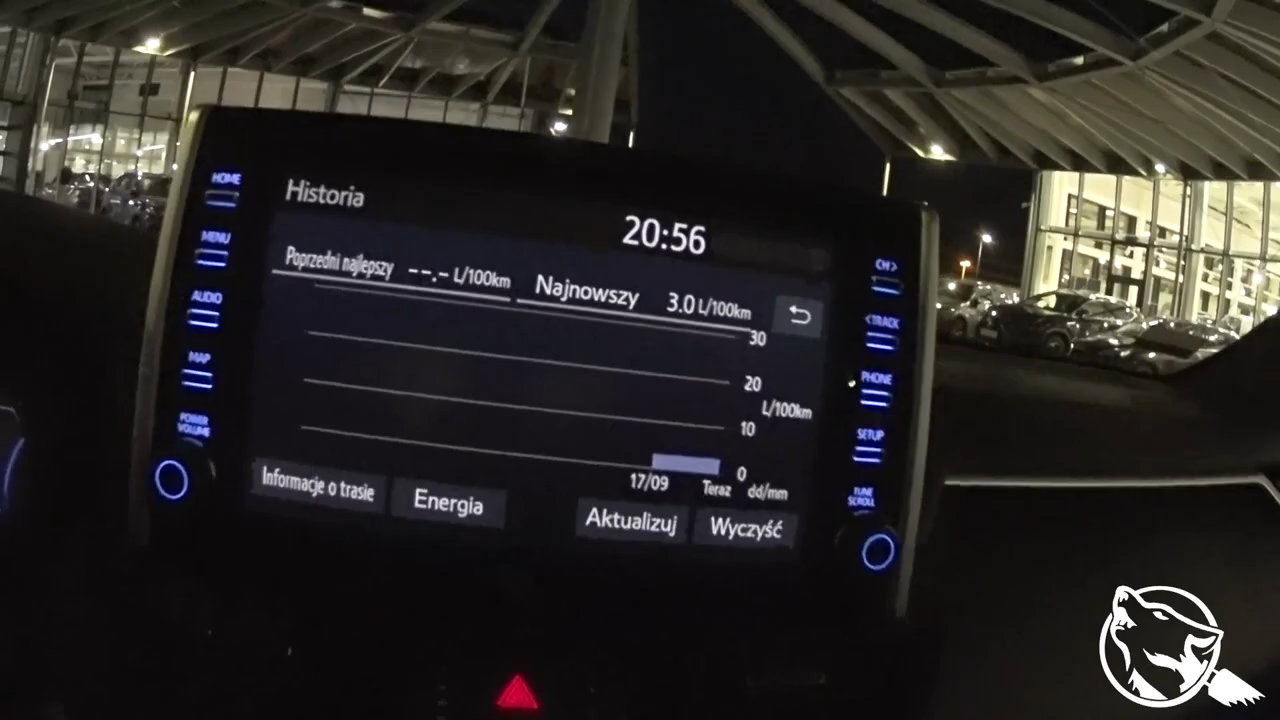 HOME
MENU
AUDIO
MAP
POWER
VOLUME
Historia
20:56
Poprzedni najlepszy --.- L/100km
Najnowszy 3.0 L/100km
30
20
L/100km
10
0
17/09 Teraz dd/mm
Informacje o trasie
Energia
Aktualizuj
Wyczyść
CH >
< TRACK
PHONE
SETUP
TUNE
SCROLL